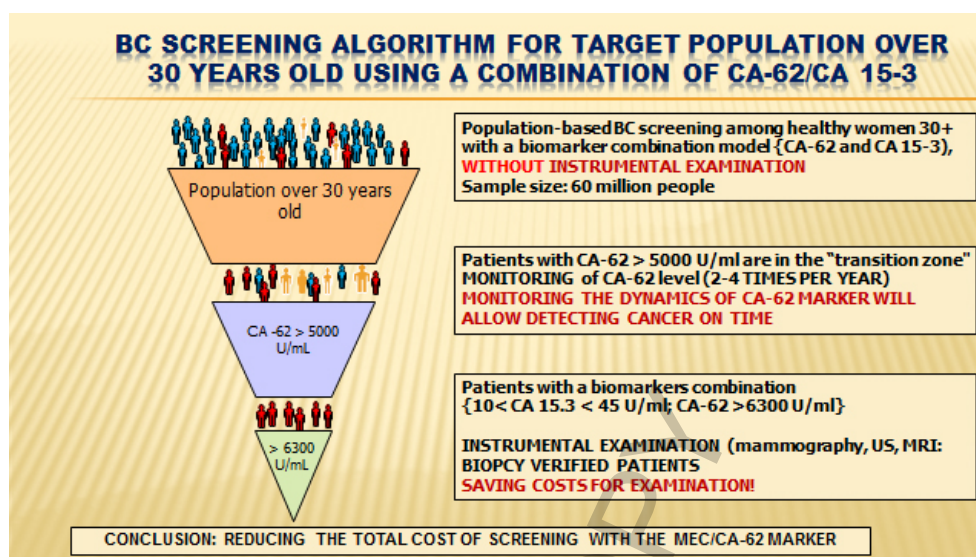 BC SCREENING ALGORITHM FOR TARGET POPULATION OVER
30 YEARS OLD USING A COMBINATION OF CA-62/CA 15-3
Population over 30 years
old
Population-based BC screening among healthy women 30+
with a biomarker combination model {CA-62 and CA 15-3),
WITHOUT INSTRUMENTAL EXAMINATION
Sample size: 60 million people
CA -62 > 5000
U/mL
Patients with CA-62 > 5000 U/ml are in the "transition zone"
MONITORING of CA-62 level (2-4 TIMES PER YEAR)
MONITORING THE DYNAMICS OF CA-62 MARKER WILL
ALLOW DETECTING CANCER ON TIME
> 6300
U/mL
Patients with a biomarkers combination
{10< CA 15.3 < 45 U/ml; CA-62 >6300 U/ml}
INSTRUMENTAL EXAMINATION (mammography, US, MRI:
BIOPCY VERIFIED PATIENTS
SAVING COSTS FOR EXAMINATION!
CONCLUSION: REDUCING THE TOTAL COST OF SCREENING WITH THE MEC/CA-62 MARKER